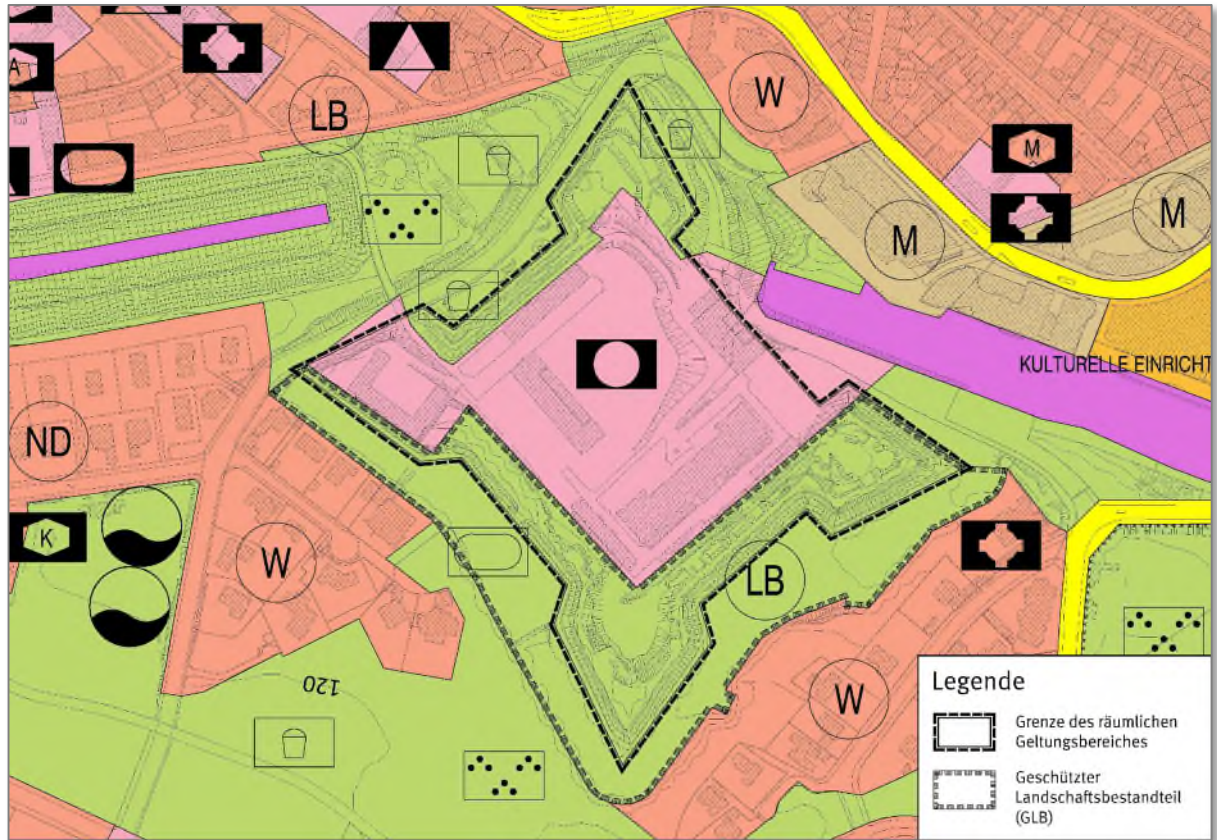 A
LB
W
M
M
M
KULTURELLE EINRICHT
ND
K
W
LB
W
120
Legende
Grenze des räumlichen
Geltungsbereiches
Geschützter
Landschaftsbestandteil
(GLB)